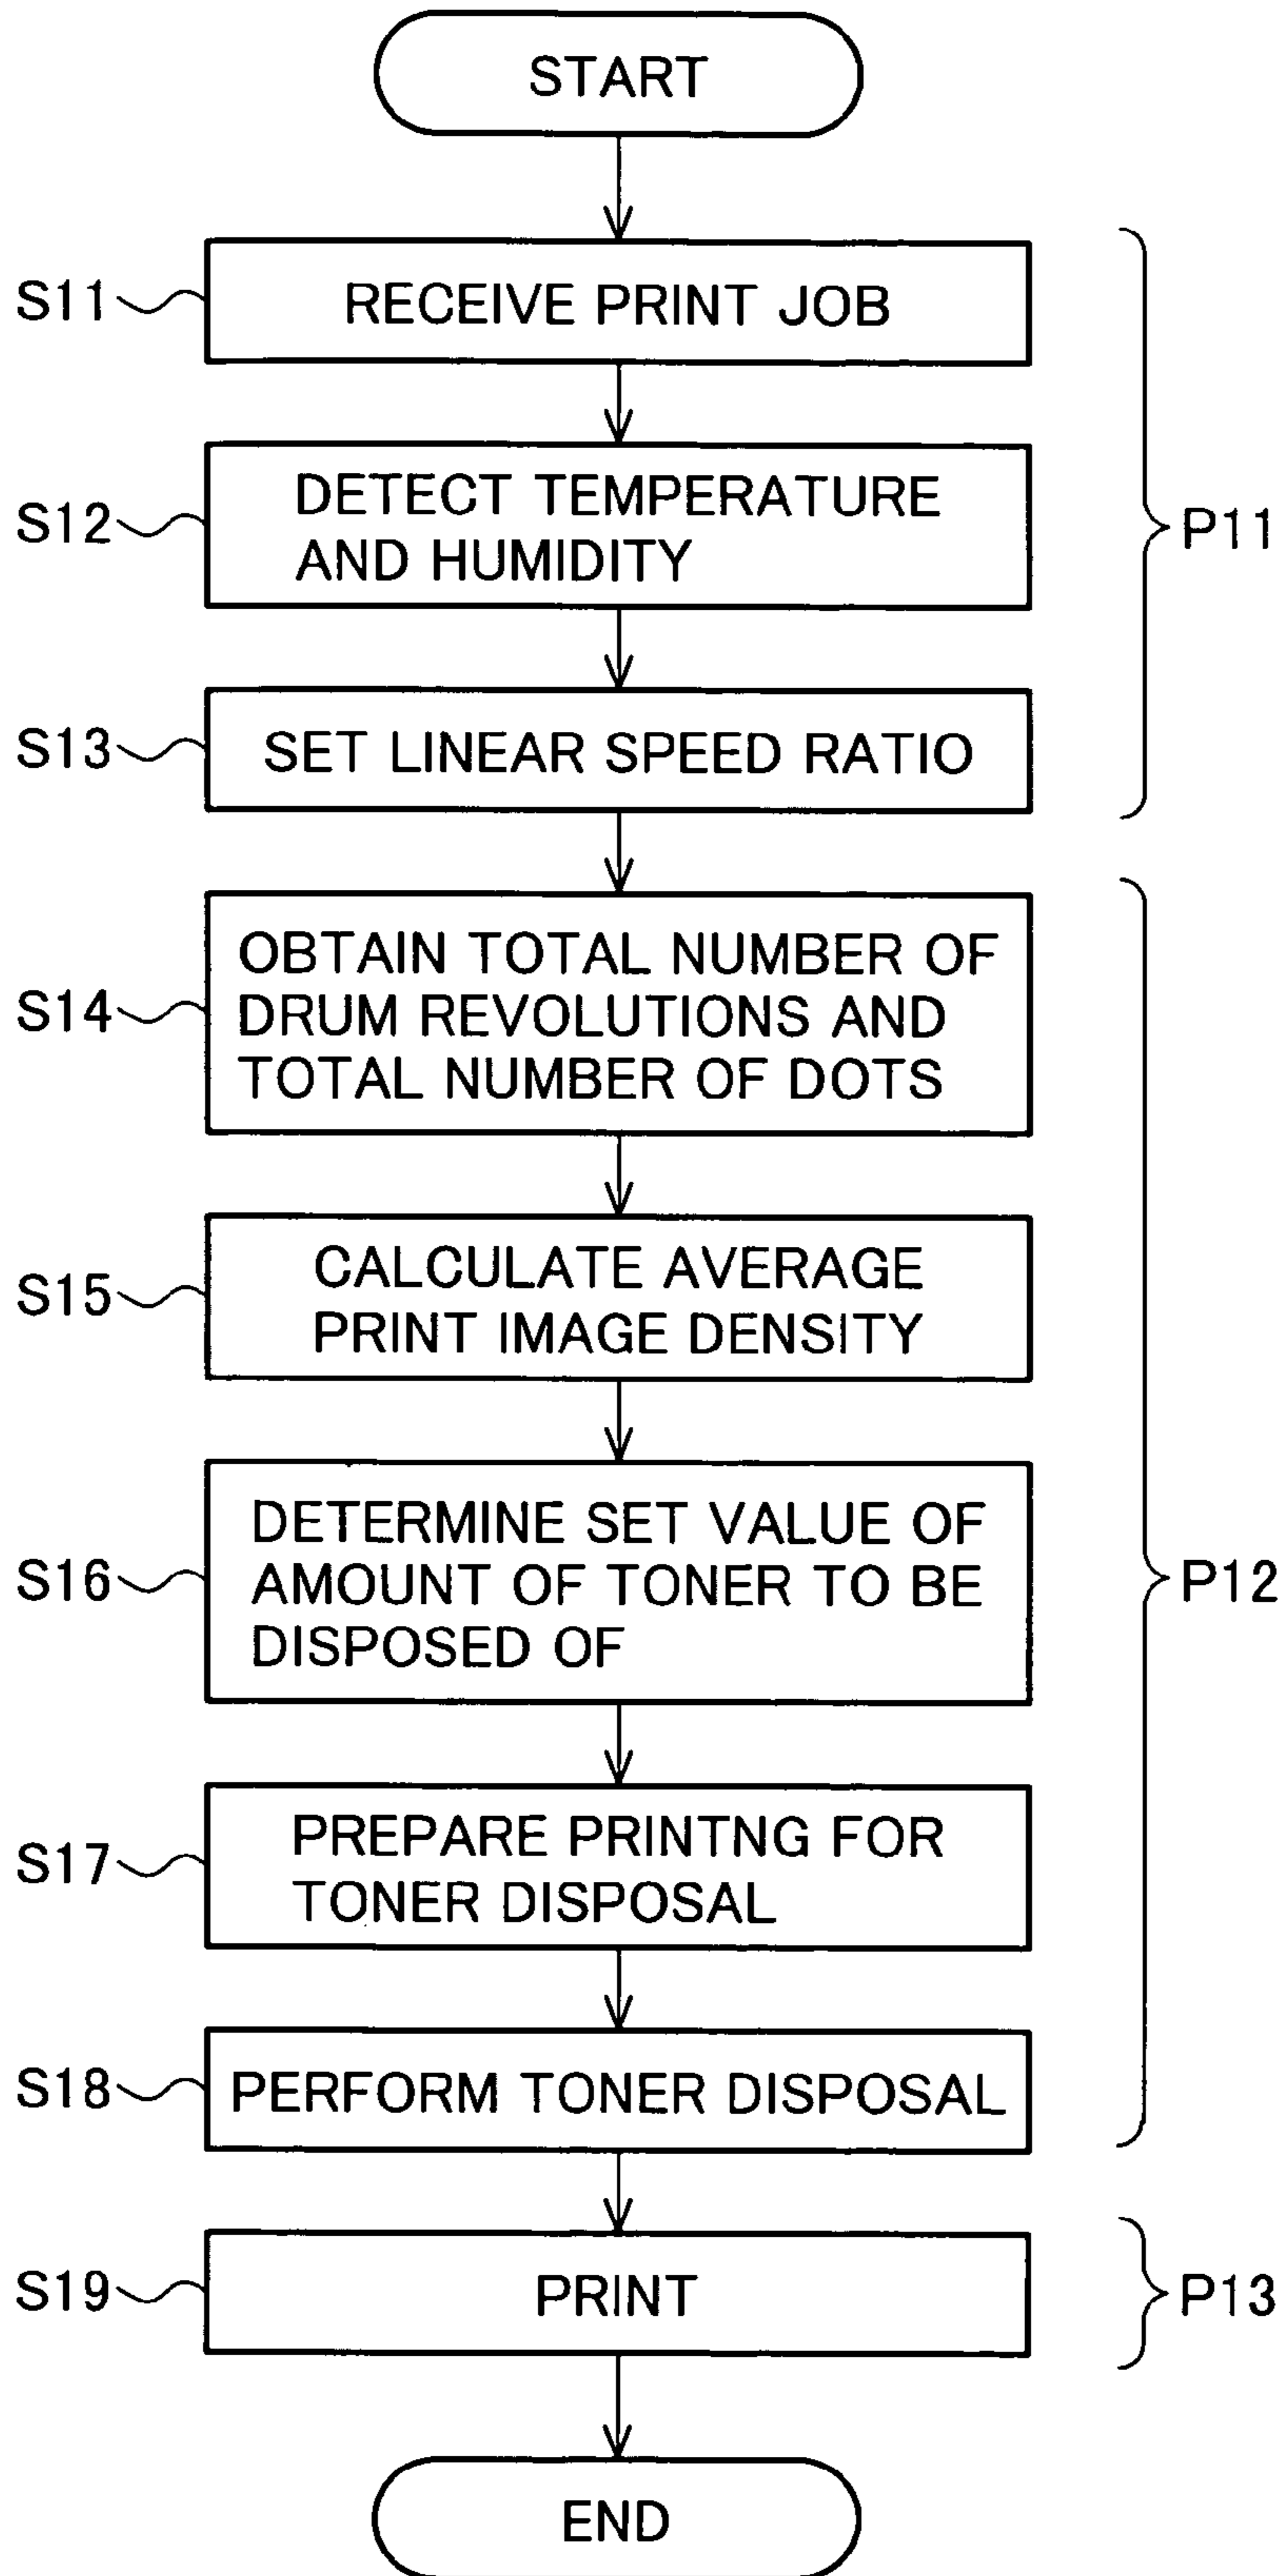 START
S11
RECEIVE PRINT JOB
S12
DETECT TEMPERATURE
AND HUMIDITY
P11
S13
SET LINEAR SPEED RATIO
S14
OBTAIN TOTAL NUMBER OF
DRUM REVOLUTIONS AND
TOTAL NUMBER OF DOTS
S15
CALCULATE AVERAGE
PRINT IMAGE DENSITY
S16
DETERMINE SET VALUE OF
AMOUNT OF TONER TO BE
DISPOSED OF
P12
S17
PREPARE PRINTNG FOR
TONER DISPOSAL
S18
PERFORM TONER DISPOSAL
S19
PRINT
P13
END